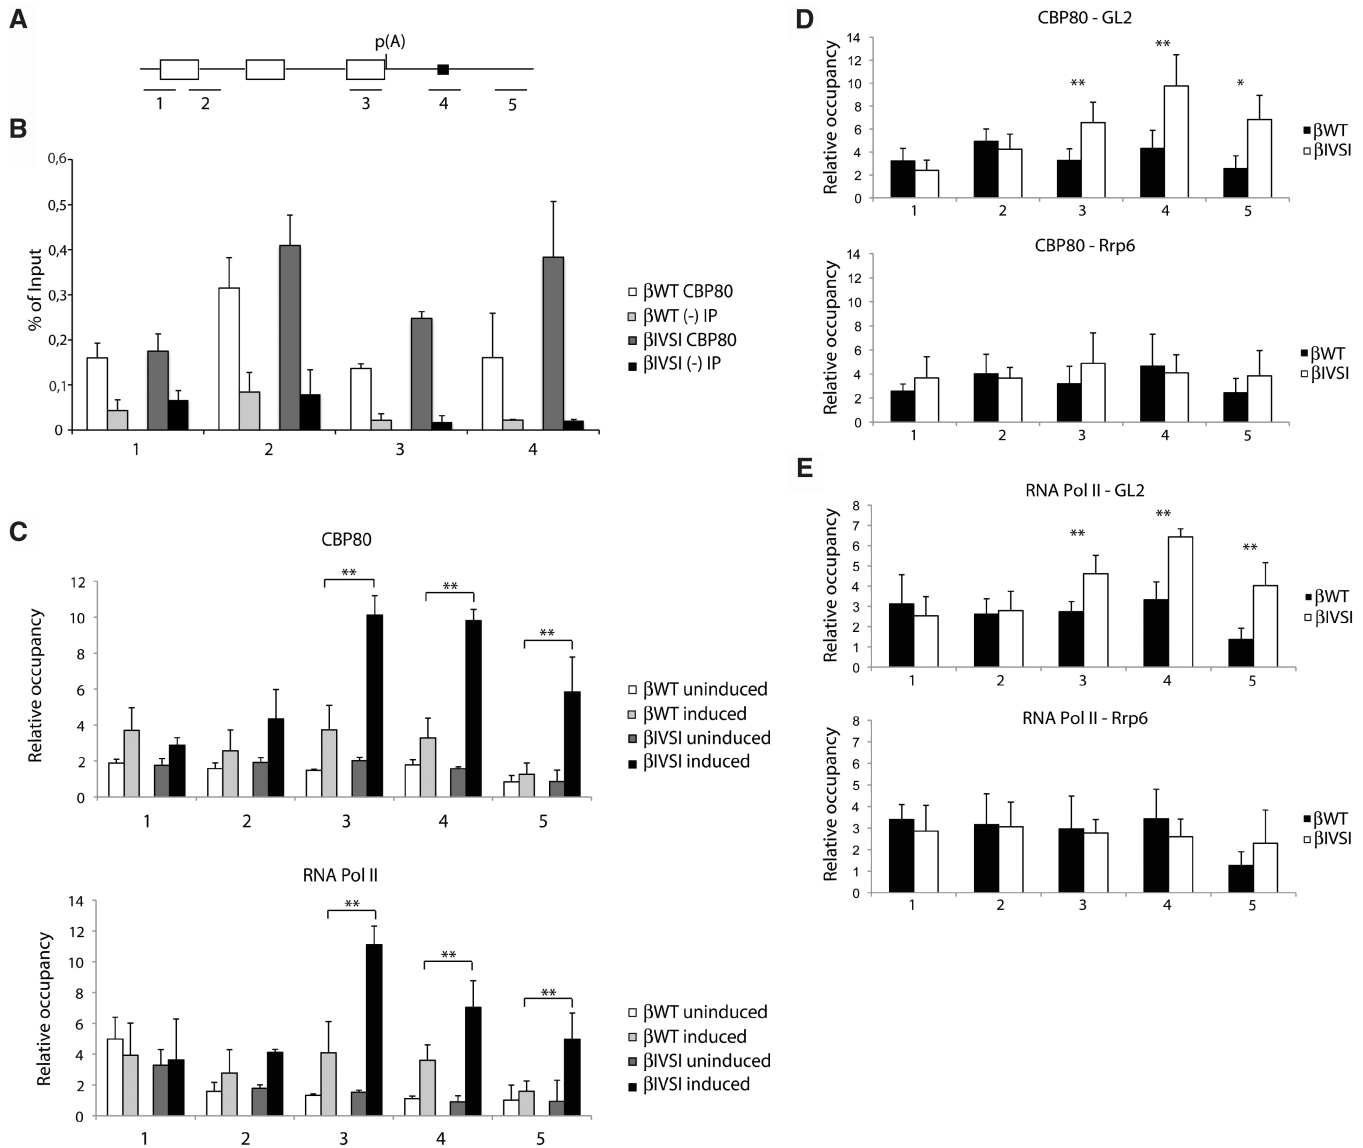 A
p(A)
1 2 3 4 5
B
% of Input
0,6
0,5
0,4
0,3
0,2
0,1
0
1 2 3 4
βWT CBP80
βWT (-) IP
βIVSI CBP80
βIVSI (-) IP
C
CBP80
Relative occupancy
12
10
8
6
4
2
0
** ** **
1 2 3 4 5
βWT uninduced
βWT induced
βIVSI uninduced
βIVSI induced
RNA Pol II
Relative occupancy
14
12
10
8
6
4
2
0
** ** **
1 2 3 4 5
βWT uninduced
βWT induced
βIVSI uninduced
βIVSI induced
D
CBP80 - GL2
Relative occupancy
14
12
10
8
6
4
2
0
** ** *
1 2 3 4 5
βWT
βIVSI
CBP80 - Rrp6
Relative occupancy
14
12
10
8
6
4
2
0
1 2 3 4 5
βWT
βIVSI
E
RNA Pol II - GL2
Relative occupancy
8
7
6
5
4
3
2
1
0
** ** **
1 2 3 4 5
βWT
βIVSI
RNA Pol II - Rrp6
Relative occupancy
8
7
6
5
4
3
2
1
0
1 2 3 4 5
βWT
βIVSI